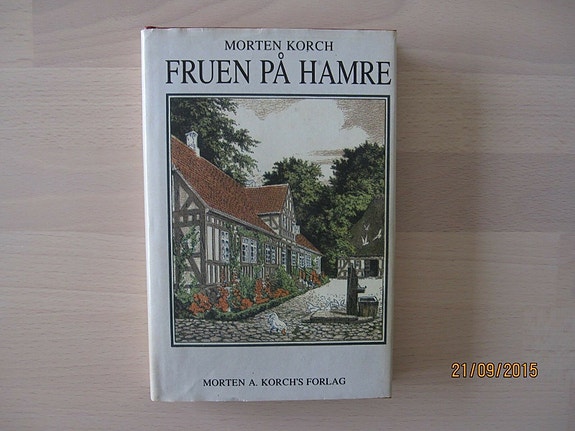 MORTEN KORCH
FRUEN PÅ HAMRE
MORTEN A. KORCH'S FORLAG
21/09/2015